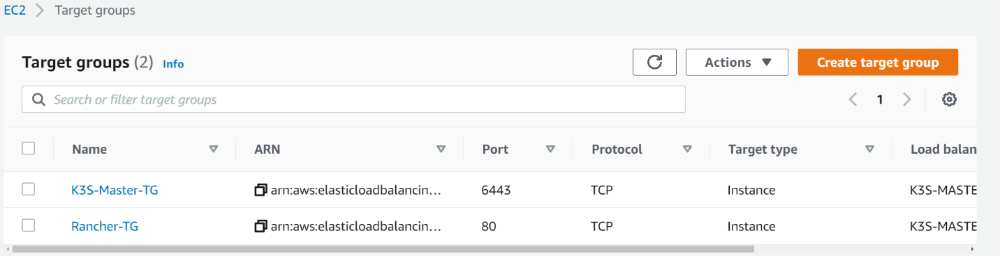 EC2 > Target groups
Target groups (2) Info
Actions
Create target group
Search or filter target groups
1
Name ARN Port Protocol Target type Load balan
K3S-Master-TG arn:aws:elasticloadbalancin... 6443 TCP Instance K3S-MASTE
Rancher-TG arn:aws:elasticloadbalancin... 80 TCP Instance K3S-MASTE